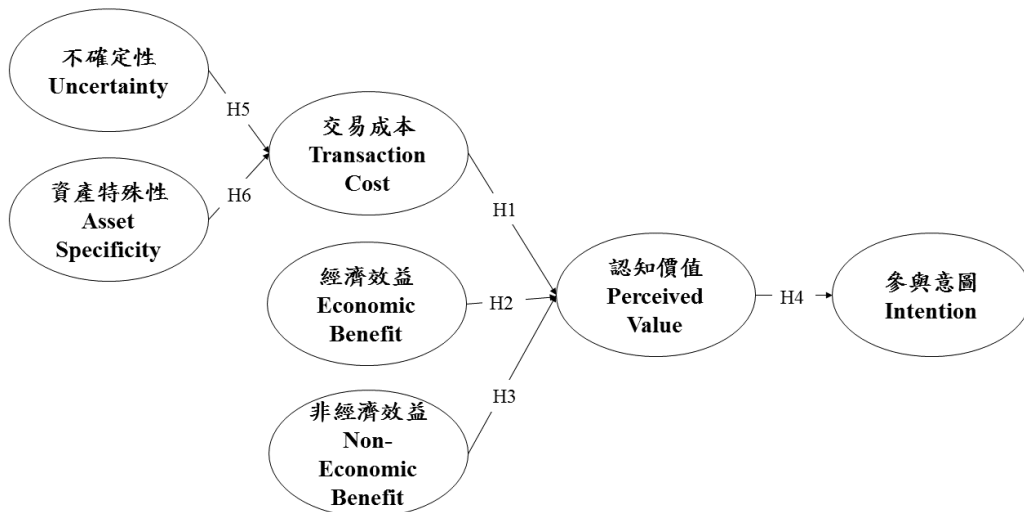 不確定性
Uncertainty
H5
資產特殊性
Asset
Specificity
H6
交易成本
Transaction
Cost
H1
經濟效益
Economic
Benefit
H2
非經濟效益
Non-
Economic
Benefit
H3
認知價值
Perceived
Value
H4
參與意圖
Intention